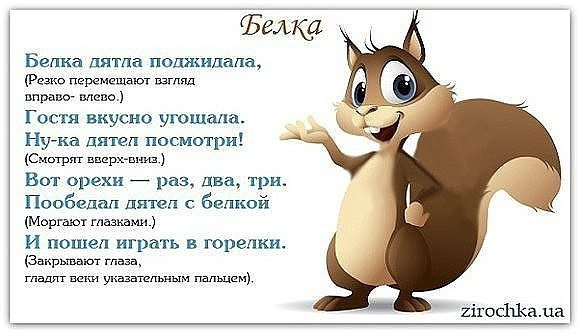 Белка
Белка дятла поджидала,
(Резко перемещают взгляд
вправо- влево.)
Гостя вкусно угощала.
Ну-ка дятел посмотри!
(Смотрят вверх-вниз.)
Вот орехи — раз, два, три.
Пообедал дятел с белкой
(Моргают глазками.)
И пошел играть в горелки.
(Закрывают глаза,
гладят веки указательным пальцем).
zirochka.ua